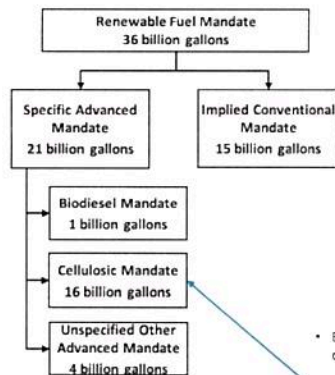 Renewable Fuel Mandate
36 billion gallons
Specific Advanced
Mandate
21 billion gallons
Implied Conventional
Mandate
15 billion gallons
Biodiesel Mandate
1 billion gallons
Cellulosic Mandate
16 billion gallons
Unspecified Other
Advanced Mandate
4 billion gallons